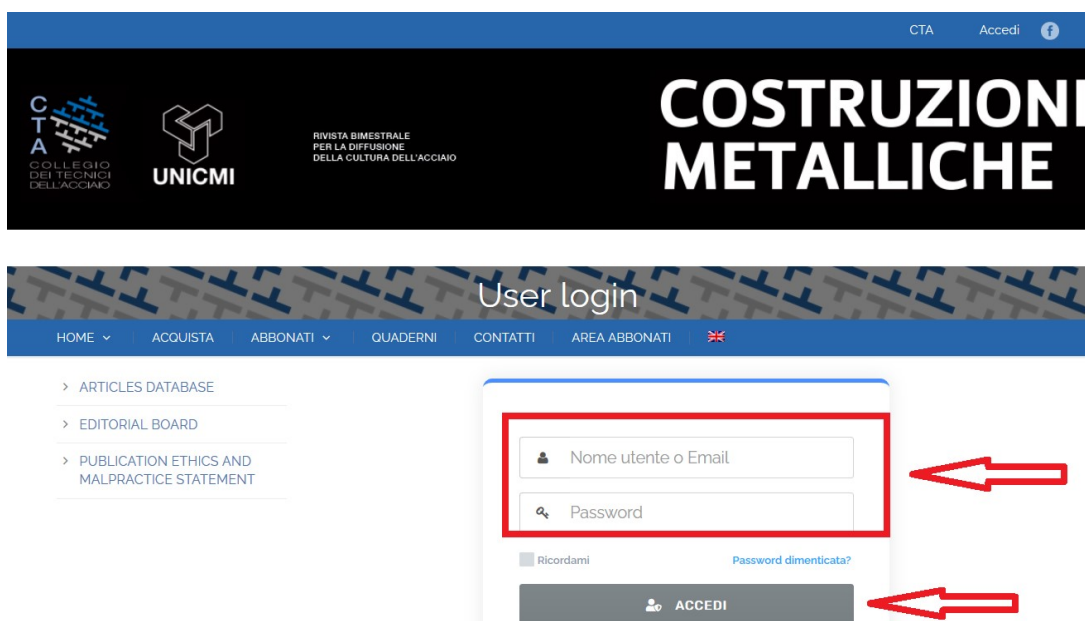 CTA Accedi
C
T
A
COLLEGIO
DEI TECNICI
DELL'ACCIAIO
UNICMI
RIVISTA BIMESTRALE
PER LA DIFFUSIONE
DELLA CULTURA DELL'ACCIAIO
COSTRUZIONI
METALLICHE
User login
HOME ACQUISTA ABBONATI QUADERNI CONTATTI AREA ABBONATI
ARTICLES DATABASE
EDITORIAL BOARD
PUBLICATION ETHICS AND
MALPRACTICE STATEMENT
Nome utente o Email
Password
Ricordami Password dimenticata?
ACCEDI